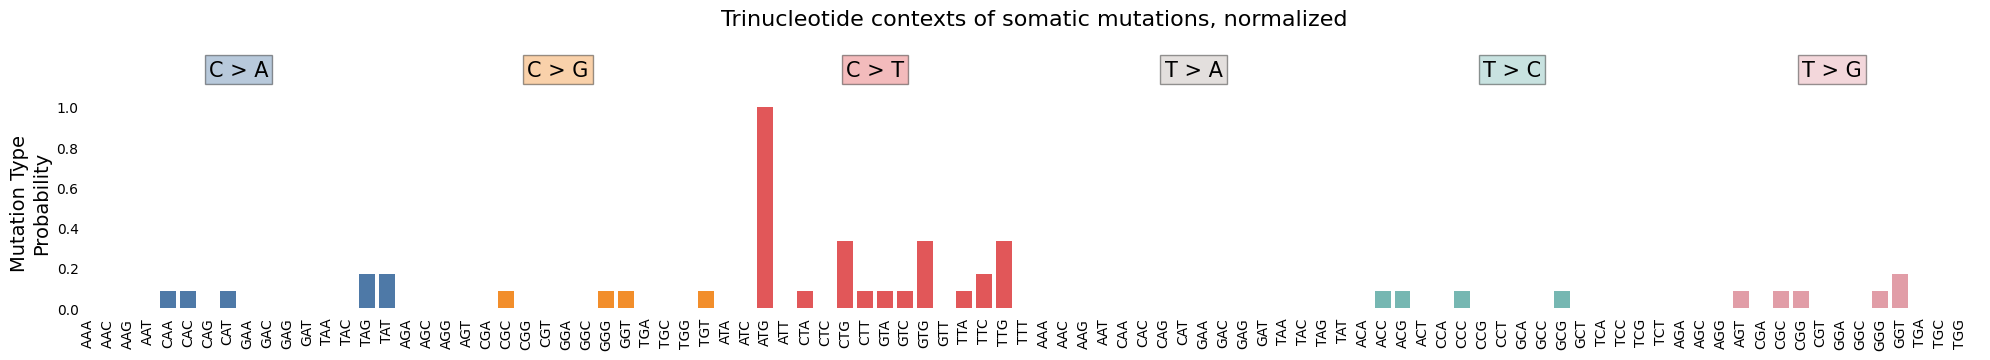 Trinucleotide contexts of somatic mutations, normalized
C > A
C > G
C > T
T > A
T > C
T > G
Mutation Type
Probability
1.0
0.8
0.6
0.4
0.2
0.0
AAA
AAC
AAG
AAT
CAA
CAC
CAG
CAT
GAA
GAC
GAG
GAT
TAA
TAC
TAG
TAT
AGA
AGC
AGG
AGT
CGA
CGC
CGG
CGT
GGA
GGC
GGG
GGT
TGA
TGC
TGG
TGT
ATA
ATC
ATG
ATT
CTA
CTC
CTG
CTT
GTA
GTC
GTG
GTT
TTA
TTC
TTG
TTT
AAA
AAC
AAG
AAT
CAA
CAC
CAG
CAT
GAA
GAC
GAG
GAT
TAA
TAC
TAG
TAT
ACA
ACC
ACG
ACT
CCA
CCC
CCG
CCT
GCA
GCC
GCG
GCT
TCA
TCC
TCG
TCT
AGA
AGC
AGG
AGT
CGA
CGC
CGG
CGT
GGA
GGC
GGG
GGT
TGA
TGC
TGG